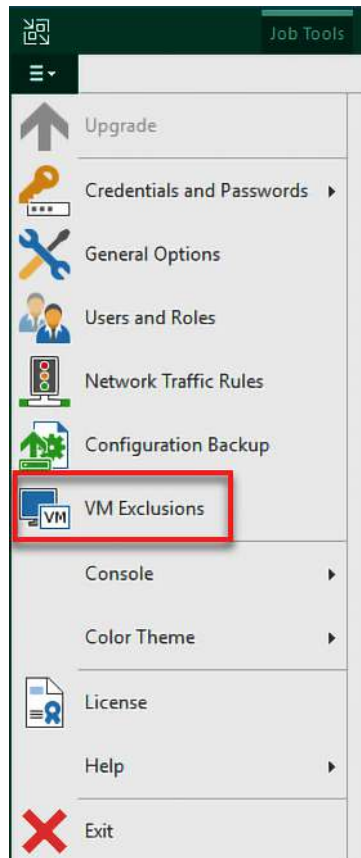 Job Tools
Upgrade
Credentials and Passwords
General Options
Users and Roles
Network Traffic Rules
Configuration Backup
VM
VM Exclusions
Console
Color Theme
License
Help
Exit